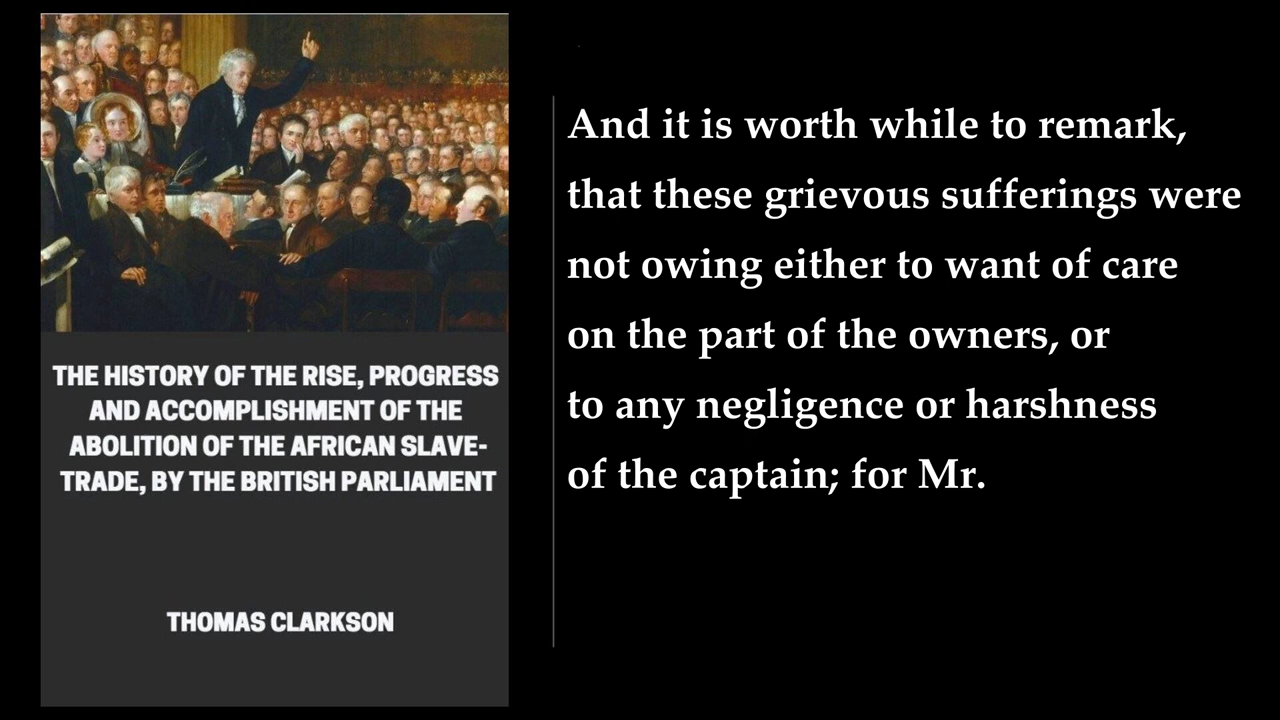 THE HISTORY OF THE RISE, PROGRESS
AND ACCOMPLISHMENT OF THE
ABOLITION OF THE AFRICAN SLAVE-
TRADE, BY THE BRITISH PARLIAMENT
THOMAS CLARKSON
And it is worth while to remark,
that these grievous sufferings were
not owing either to want of care
on the part of the owners, or
to any negligence or harshness
of the captain; for Mr.